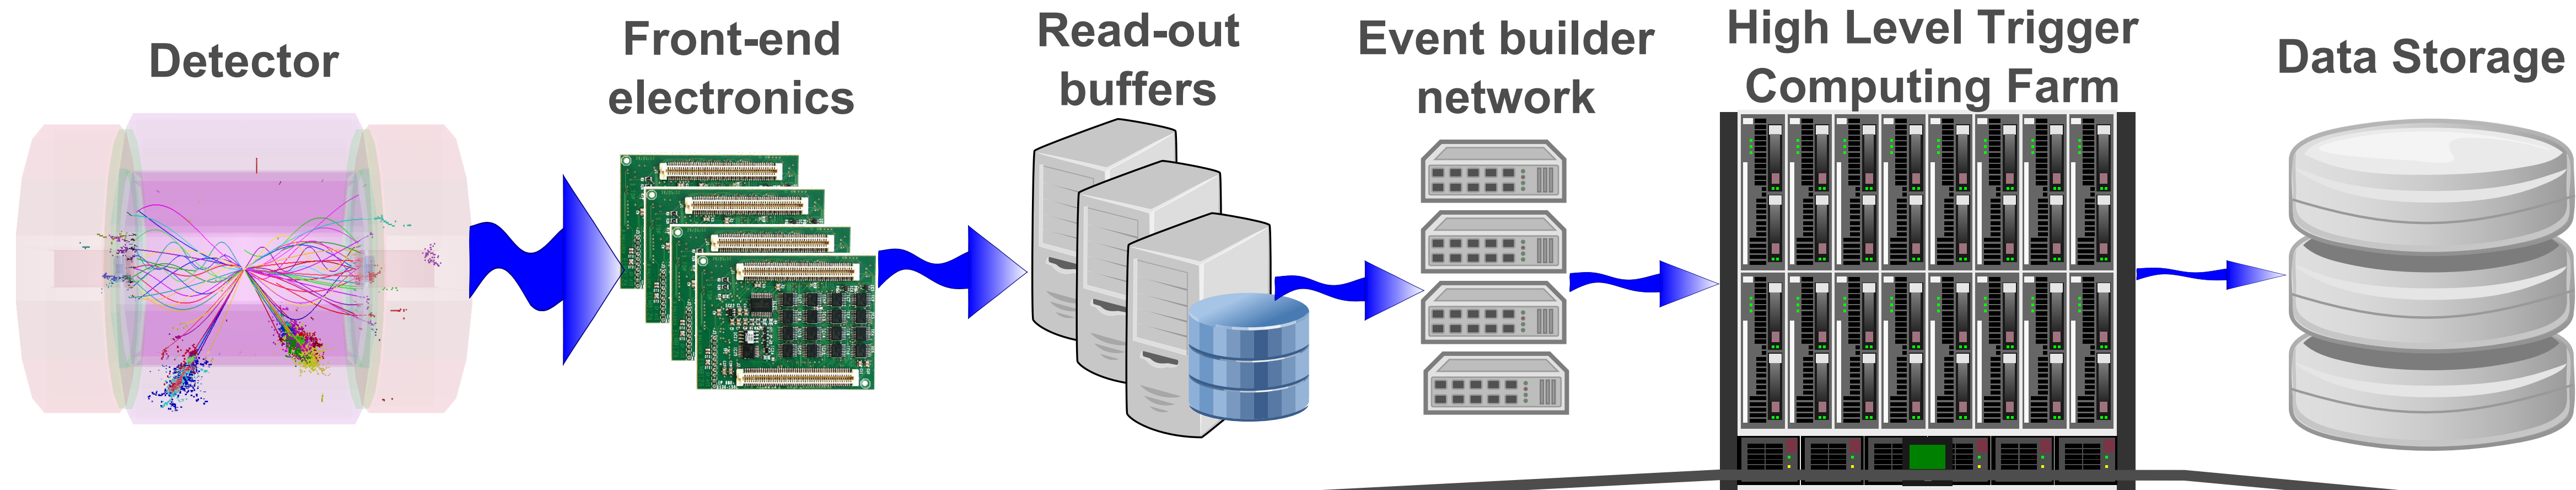 Detector
Front-end
electronics
Read-out
buffers
Event builder
network
High Level Trigger
Computing Farm
Data Storage